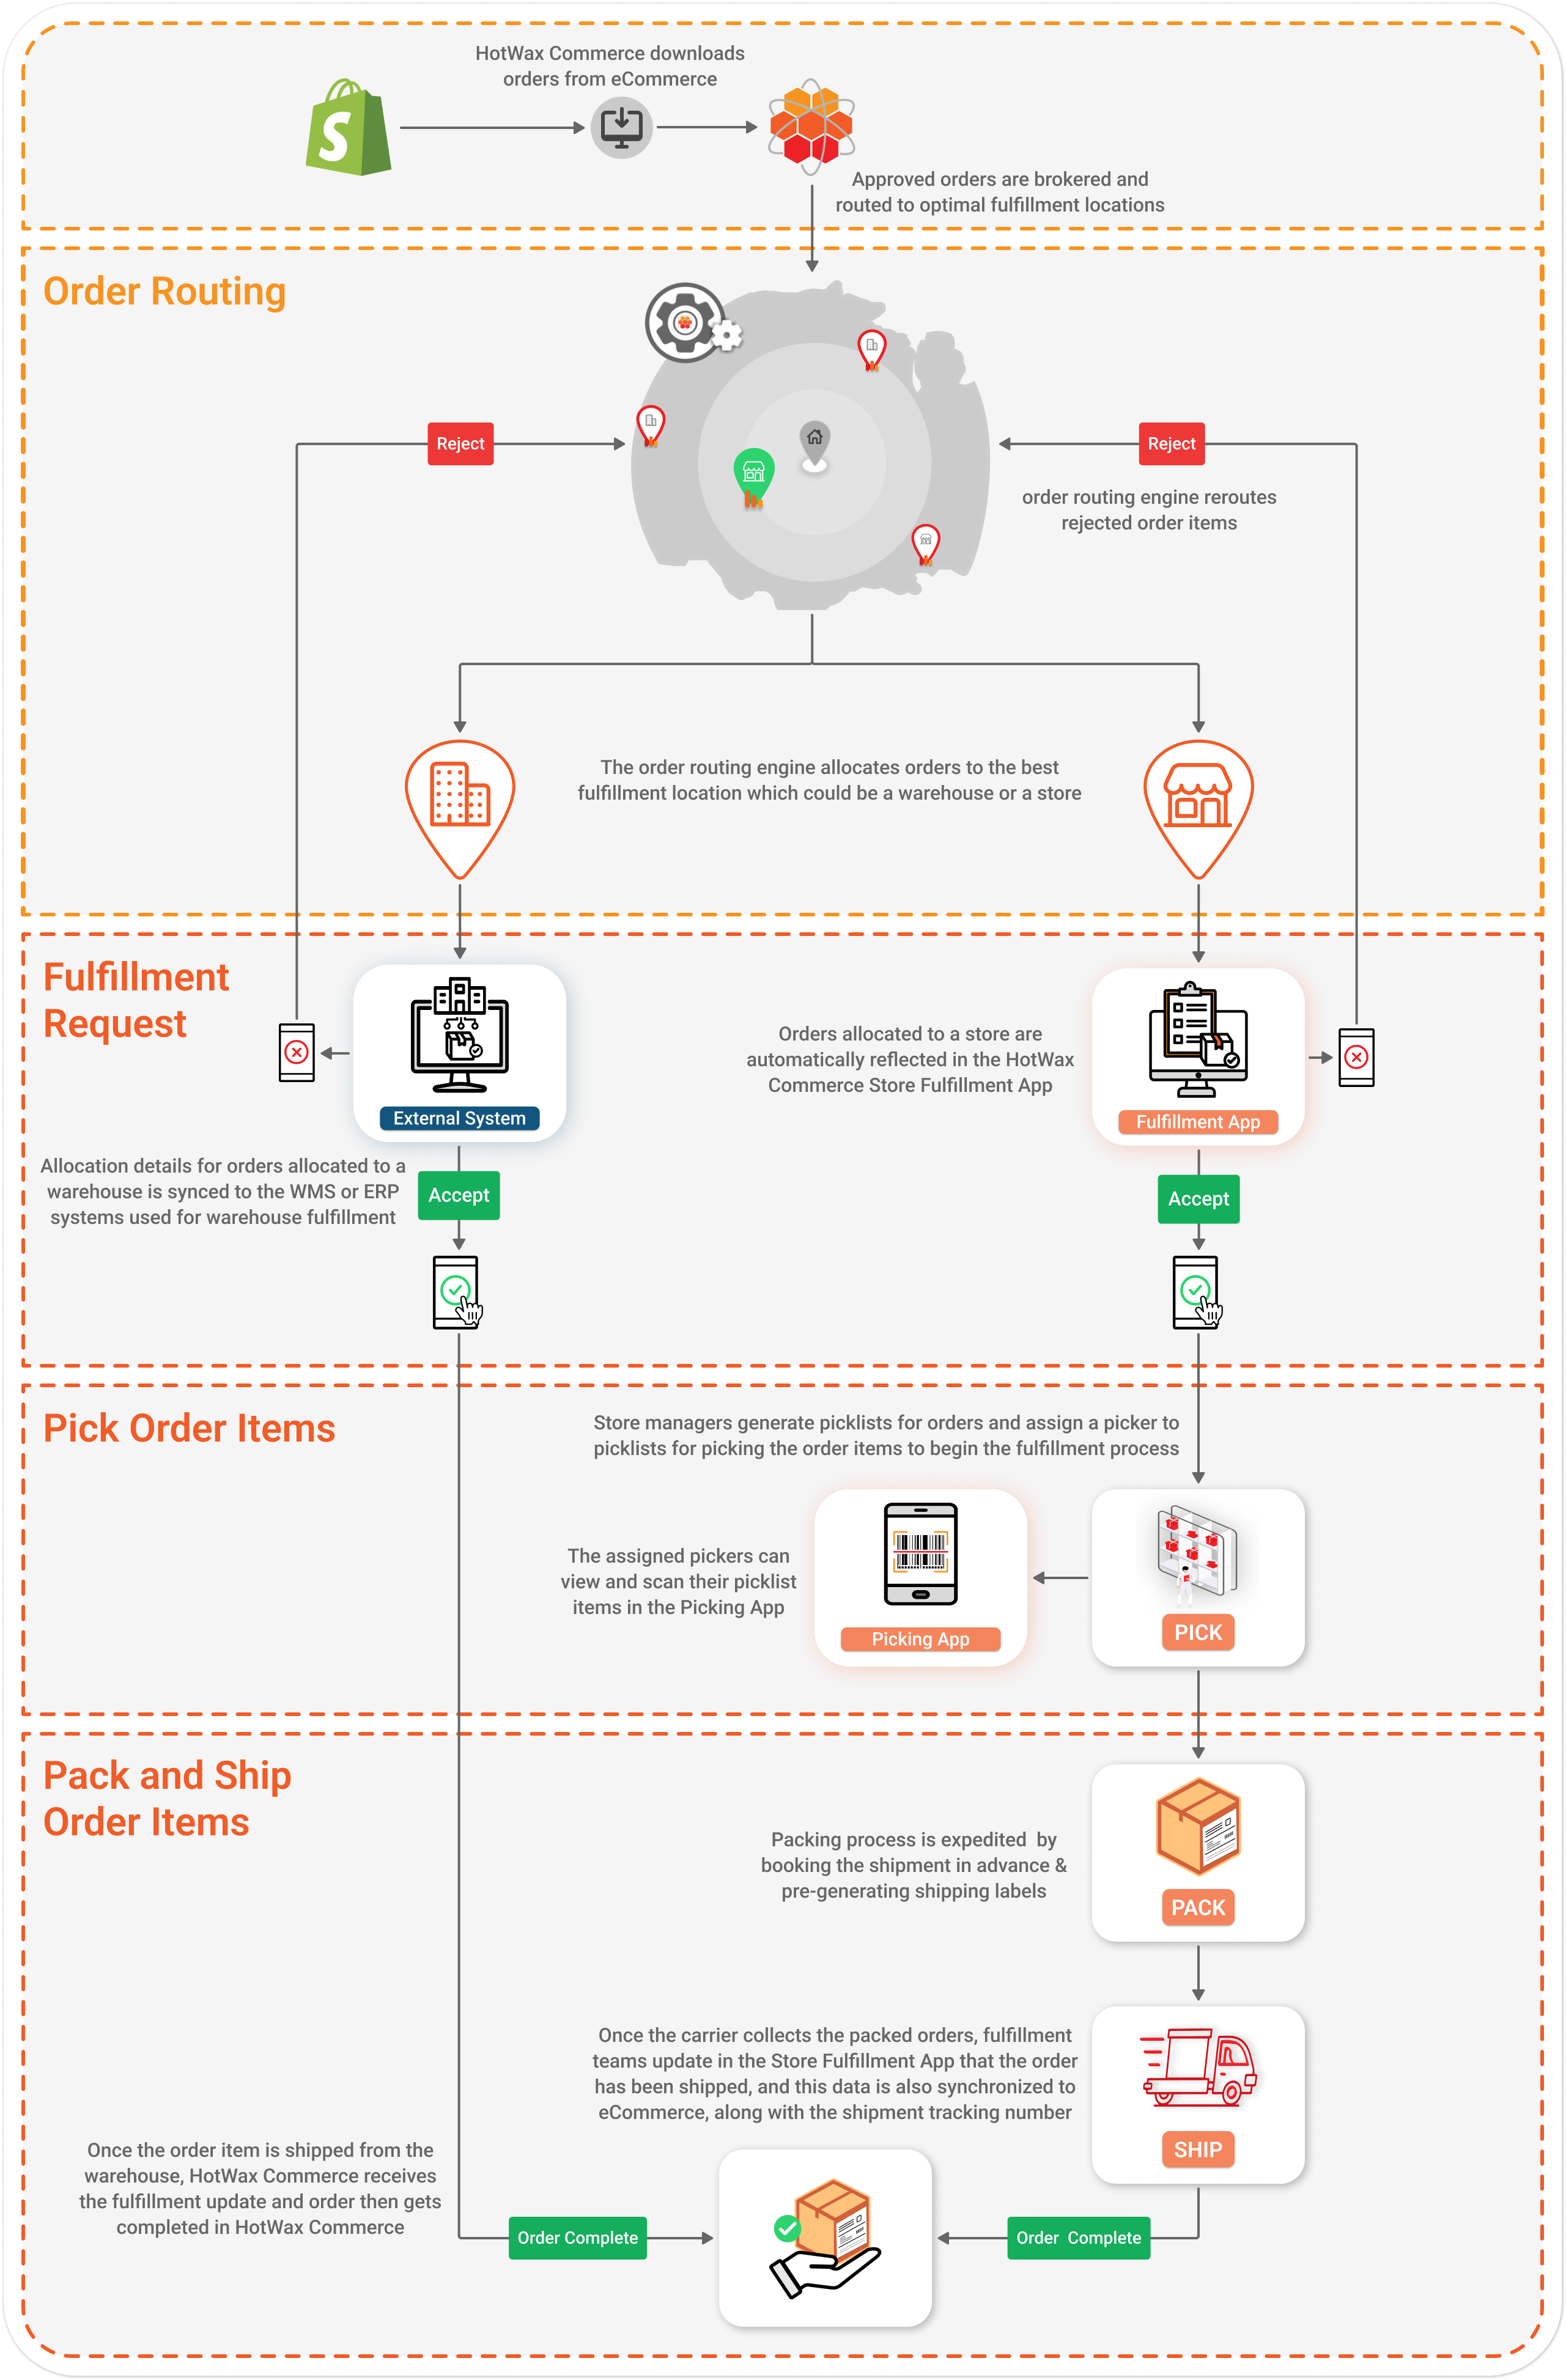 HotWax Commerce downloads
orders from eCommerce
S
Approved orders are brokered and
routed to optimal fulfillment locations
Order Routing
Reject
Reject
order routing engine reroutes
rejected order items
The order routing engine allocates orders to the best
fulfillment location which could be a warehouse or a store
Fulfillment
Request
External System
Orders allocated to a store are
automatically reflected in the HotWax
Commerce Store Fulfillment App
Fulfillment App
Allocation details for orders allocated to a
warehouse is synced to the WMS or ERP
systems used for warehouse fulfillment
Accept
Accept
Pick Order Items
Store managers generate picklists for orders and assign a picker to
picklists for picking the order items to begin the fulfillment process
The assigned pickers can
view and scan their picklist
items in the Picking App
Picking App
PICK
Pack and Ship
Order Items
Packing process is expedited by
booking the shipment in advance &
pre-generating shipping labels
PACK
Once the carrier collects the packed orders, fulfillment
teams update in the Store Fulfillment App that the order
has been shipped, and this data is also synchronized to
eCommerce, along with the shipment tracking number
SHIP
Once the order item is shipped from the
warehouse, HotWax Commerce receives
the fulfillment update and order then gets
completed in HotWax Commerce
Order Complete
Order Complete